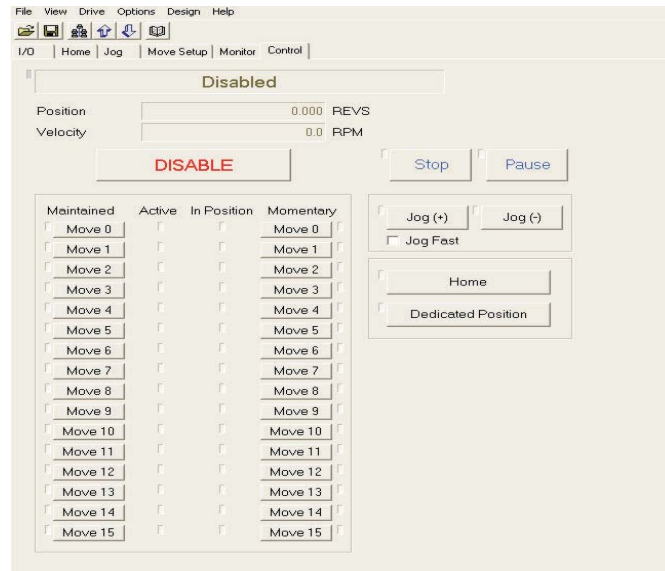 File View Drive Options Design Help
I/O Home Jog Move Setup Monitor Control
Disabled
Position 0.000 REVS
Velocity 0.0 RPM
DISABLE Stop Pause
Maintained Active In Position Momentary
Jog (+) Jog (-)
Jog Fast
Home
Dedicated Position
Move 0 Move 0
Move 1 Move 1
Move 2 Move 2
Move 3 Move 3
Move 4 Move 4
Move 5 Move 5
Move 6 Move 6
Move 7 Move 7
Move 8 Move 8
Move 9 Move 9
Move 10 Move 10
Move 11 Move 11
Move 12 Move 12
Move 13 Move 13
Move 14 Move 14
Move 15 Move 15